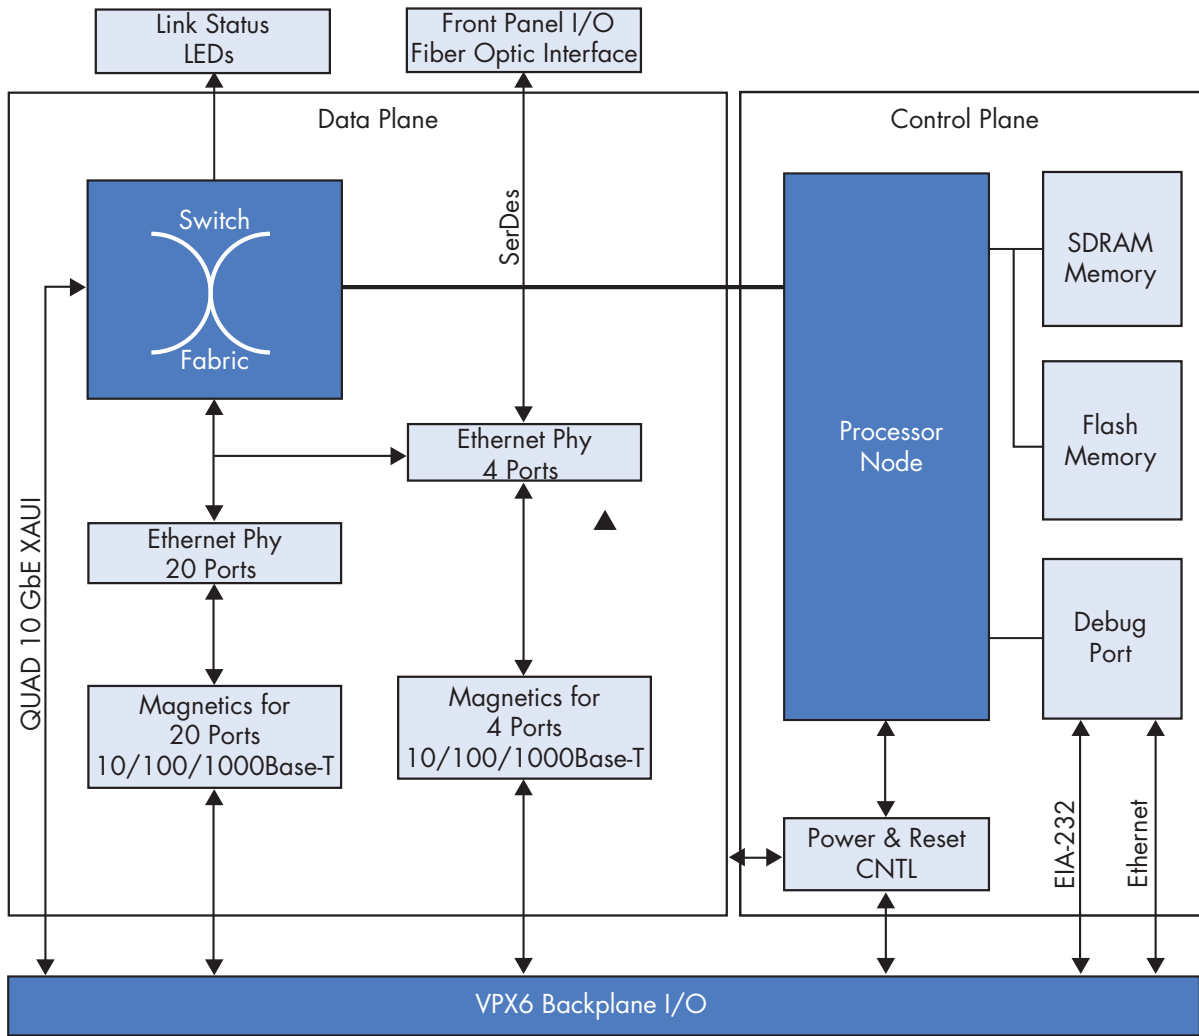 Link Status
LEDs
Front Panel I/O
Fiber Optic Interface
Data Plane
Control Plane
Switch
Fabric
SerDes
Processor
Node
SDRAM
Memory
Flash
Memory
Ethernet Phy
4 Ports
Ethernet Phy
20 Ports
QUAD 10 GbE XAUI
Debug
Port
Magnetics for
20 Ports
10/100/1000Base-T
Magnetics for
4 Ports
10/100/1000Base-T
Power & Reset
CNTL
EIA-232
Ethernet
VPX6 Backplane I/O